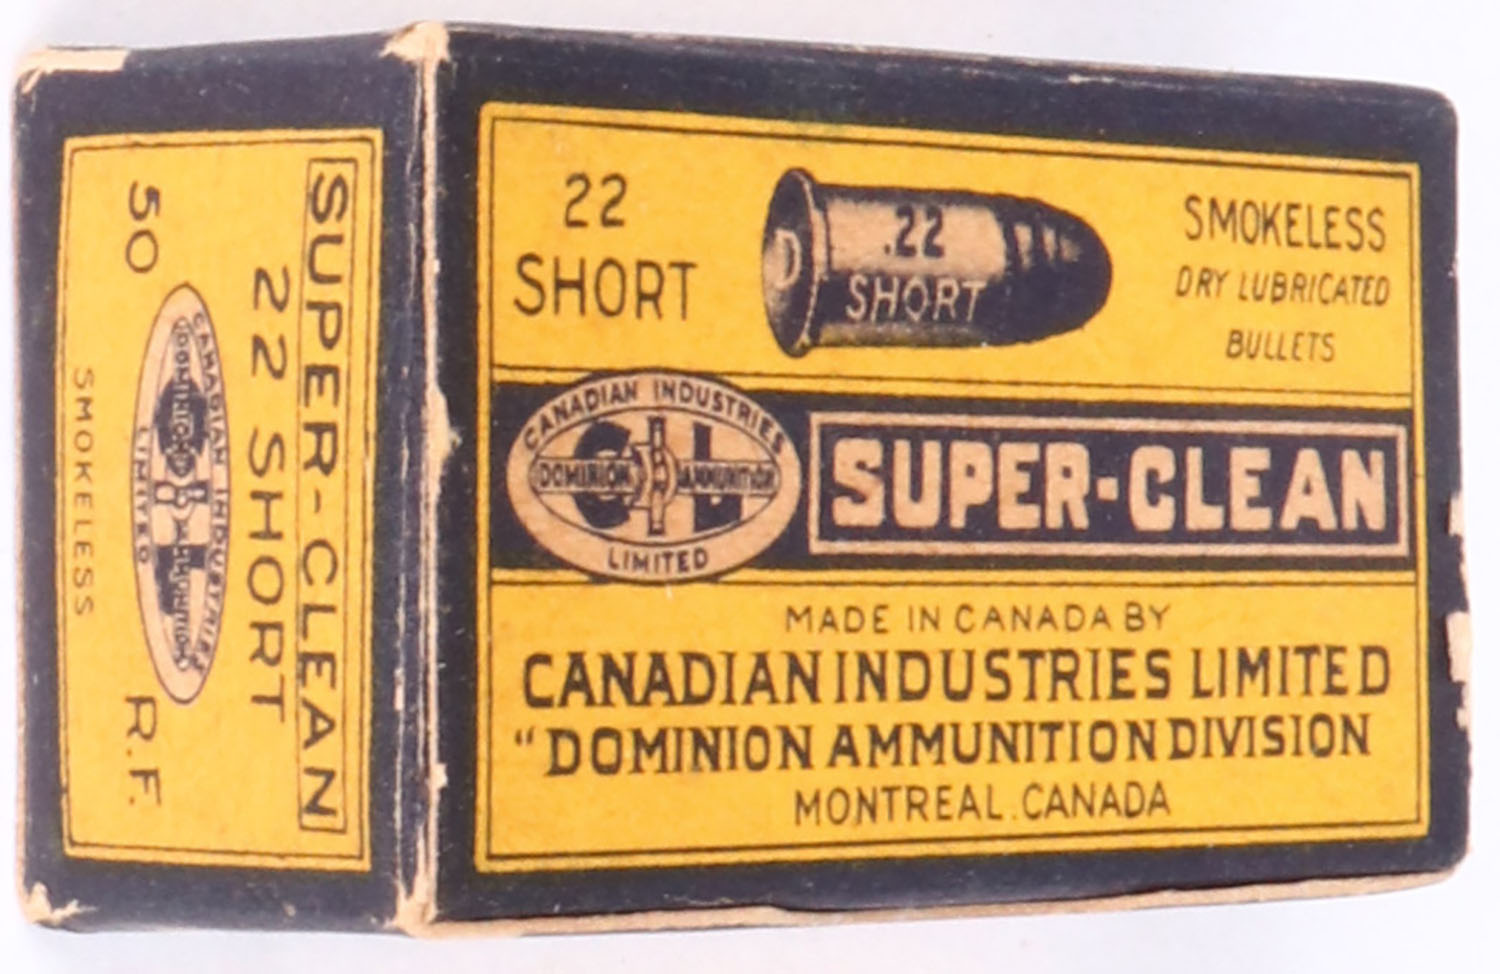 22
SHORT
.22
SHORT
SMOKELESS
DRY LUBRICATED
BULLETS
CANADIAN INDUSTRIES
CIL
DOMINION AMMUNITION
LIMITED
SUPER-CLEAN
MADE IN CANADA BY
CANADIAN INDUSTRIES LIMITED
“DOMINION AMMUNITION DIVISION
MONTREAL. CANADA
SUPER-CLEAN
22 SHORT
50
CANADIAN INDUSTRIES
DOMINION AMMUNITION
LIMITED
R.F.
SMOKELESS